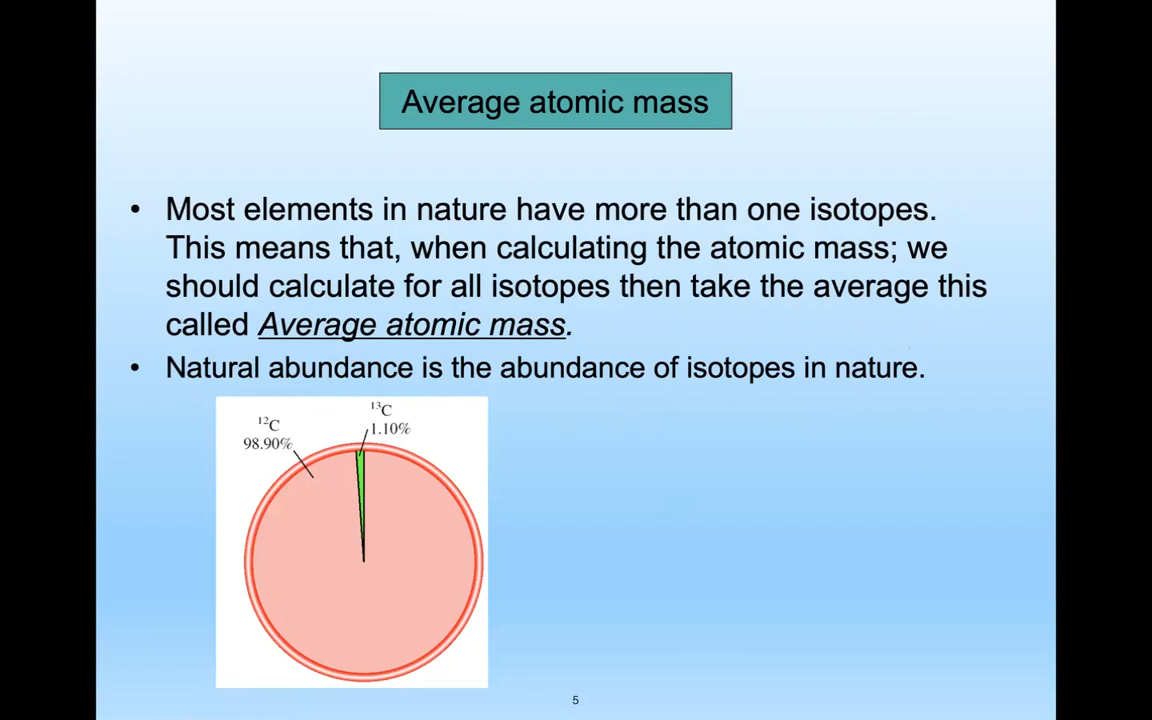 Average atomic mass
• Most elements in nature have more than one isotopes.
This means that, when calculating the atomic mass; we
should calculate for all isotopes then take the average this
called Average atomic mass.
• Natural abundance is the abundance of isotopes in nature.
¹³C
1.10%
¹²C
98.90%
5